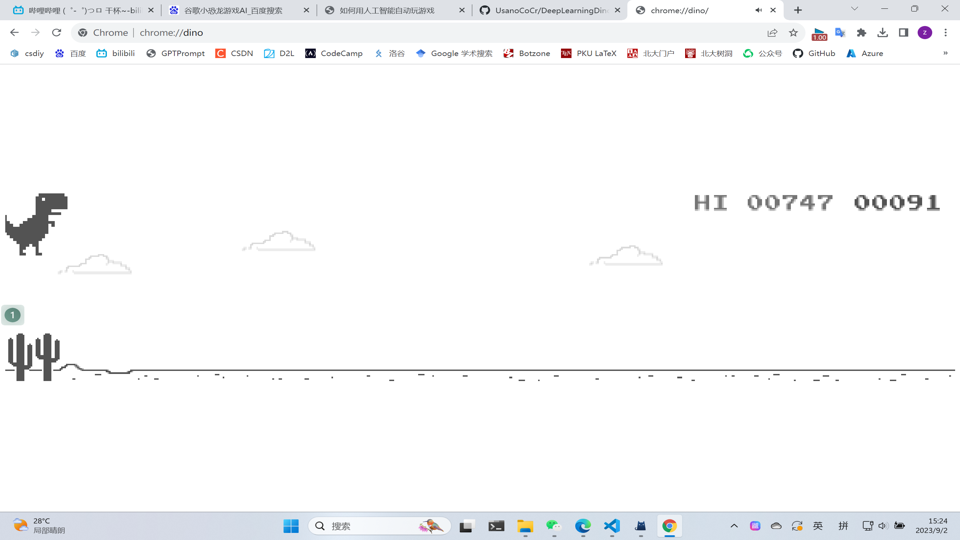 哔哩哔哩 (゜-゜)つロ 干杯~-bili
谷歌小恐龙游戏AI_百度搜索
如何用人工智能自动玩游戏
UsanoCoCr/DeepLearningDin
chrome://dino/
Chrome
chrome://dino
1.00
z
csdiy
百度
bilibili
GPTPrompt
CSDN
D2L
CodeCamp
洛谷
Google 学术搜索
Botzone
PKU LaTeX
北大门户
北大树洞
公众号
GitHub
Azure
»
HI 00747 00091
1
28°C
局部晴朗
搜索
英
拼
15:24
2023/9/2